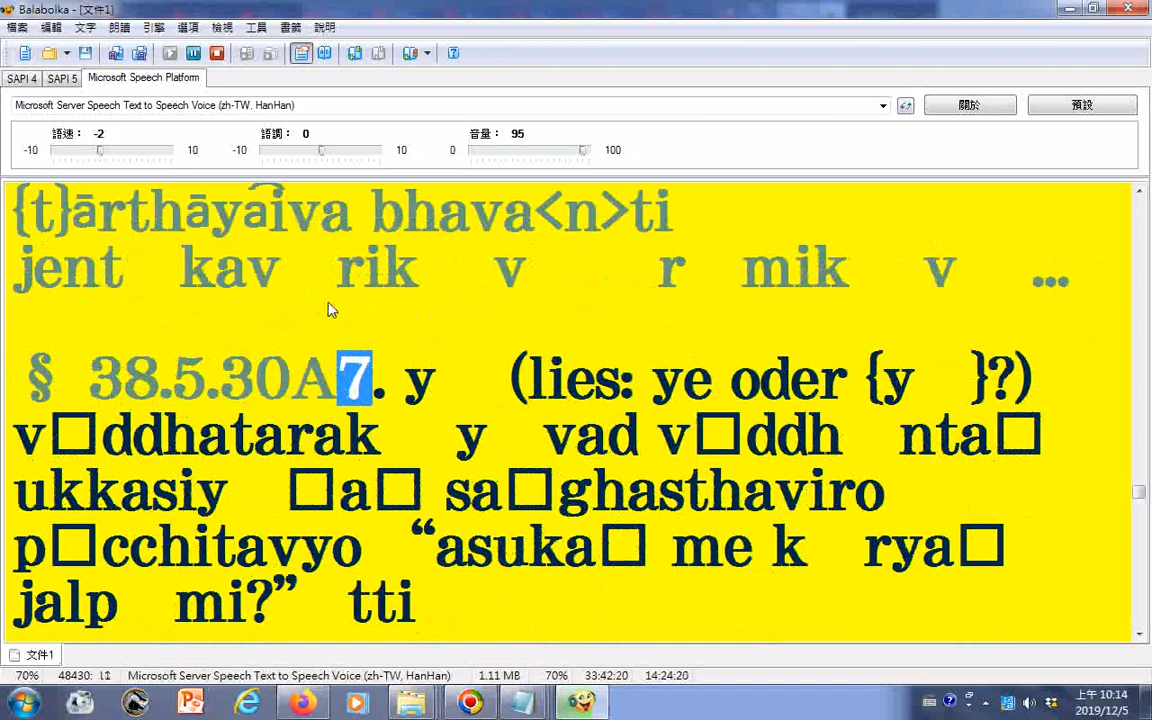 Balabolka - [文件1]
檔案 編輯 文字 朗讀 引擎 選項 檢視 工具 書籤 說明
SAPI 4 SAPI 5 Microsoft Speech Platform
Microsoft Server Speech Text to Speech Voice (zh-TW, HanHan) 關於 預設
語速： -2 語調： 0 音量： 95
-10 10 -10 10 0 100
{t}ārthāyaiva bhava<n>ti
jent kav rik v r mik v ...
§ 38.5.30A7. y (lies: ye oder {y }?)
v□ddhatarak y vad v□ddh nta□
ukkasiy □a□ sa□ghasthaviro
p□cchitavyo “asuka□ me k rya□
jalp mi?” tti
文件1
70% 48430: 11 Microsoft Server Speech Text to Speech Voice (zh-TW, HanHan) 1.11 MB 70% 33:42:20 14:24:20
上午 10:14
2019/12/5